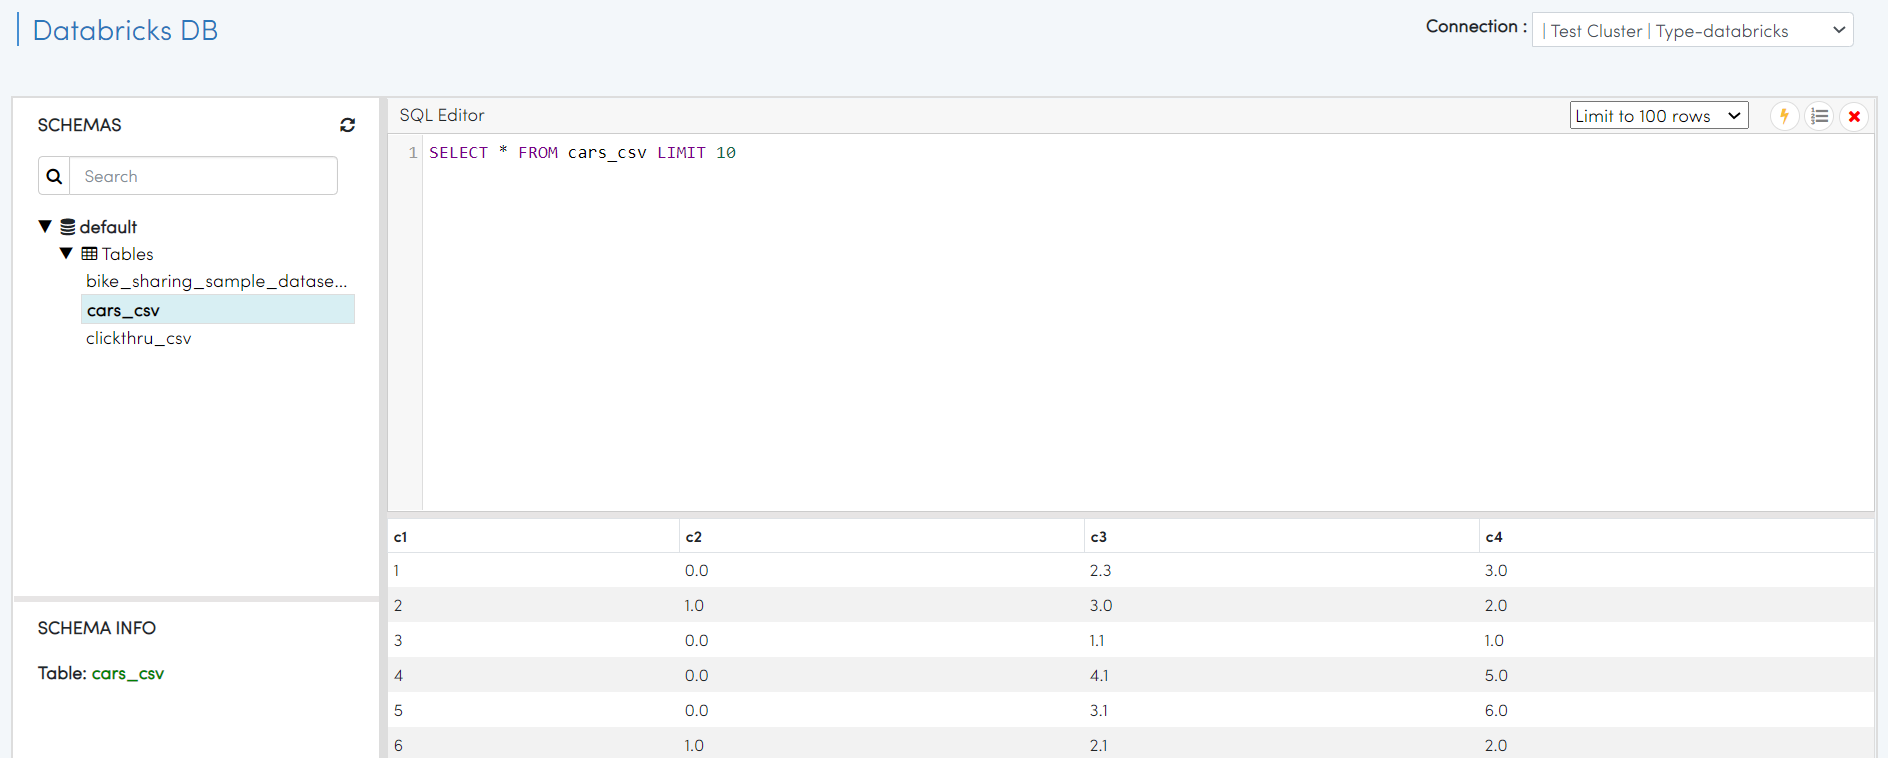 Databricks DB
Connection :
| Test Cluster | Type-databricks
SCHEMAS
Search
default
Tables
bike_sharing_sample_datase...
cars_csv
clickthru_csv
SCHEMA INFO
Table: cars_csv
SQL Editor
Limit to 100 rows
1 SELECT * FROM cars_csv LIMIT 10
c1 c2 c3 c4
1 0.0 2.3 3.0
2 1.0 3.0 2.0
3 0.0 1.1 1.0
4 0.0 4.1 5.0
5 0.0 3.1 6.0
6 1.0 2.1 2.0